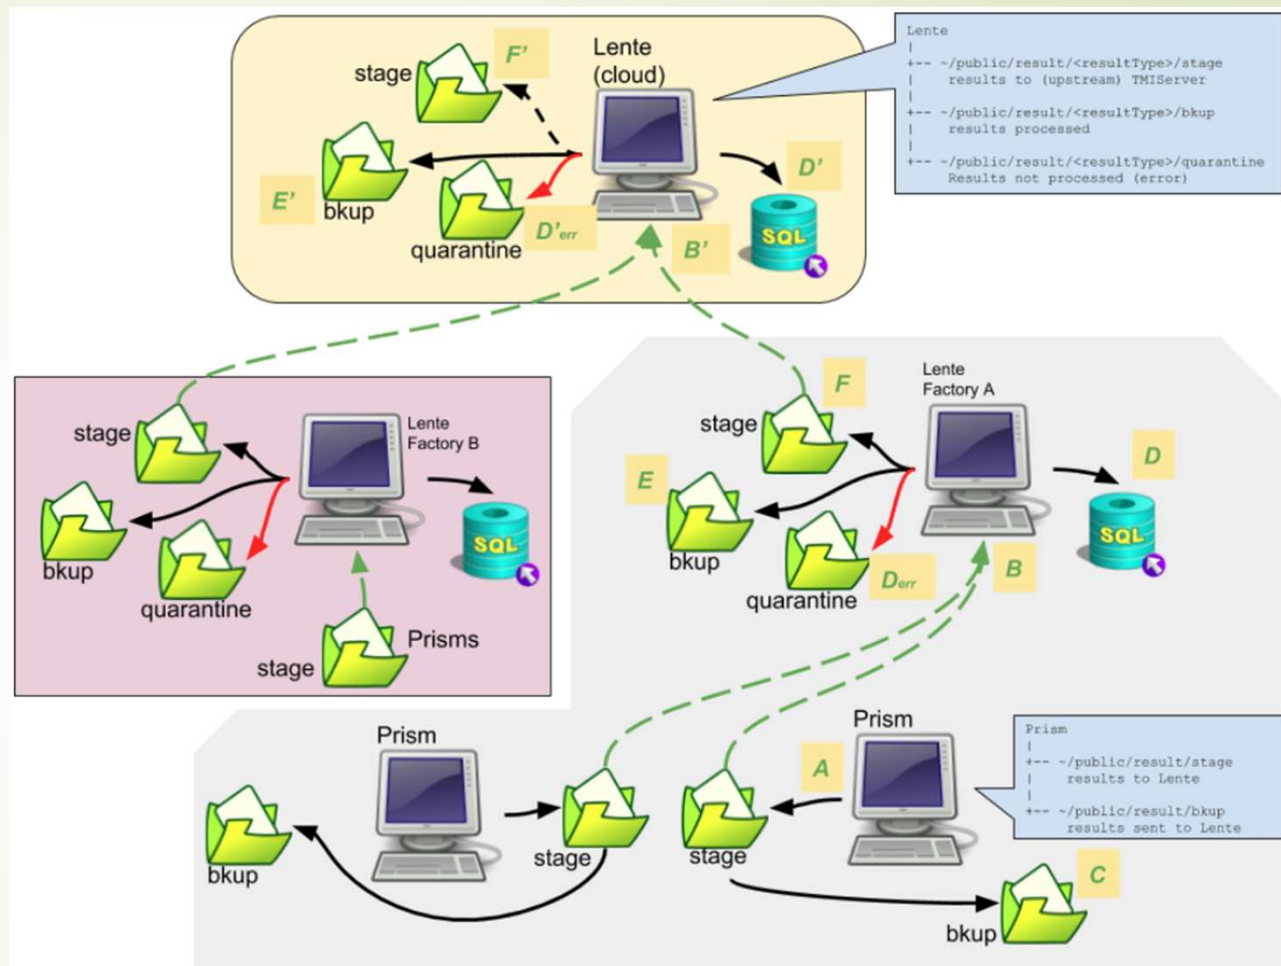 Lente
(cloud)
stage
F'
E'
bkup
quarantine
D'err
B'
D'
SQL
Lente
|
+-- ~/public/result/<resultType>/stage
|    results to (upstream) TMIServer
|
+-- ~/public/result/<resultType>/bkup
|    results processed
|
+-- ~/public/result/<resultType>/quarantine
     Results not processed (error)
stage
Lente
Factory B
bkup
quarantine
SQL
Prisms
stage
F
Lente
Factory A
stage
E
D
bkup
SQL
quarantine
Derr
B
Prism
bkup
stage
Prism
A
stage
C
bkup
Prism
|
+-- ~/public/result/stage
|    results to Lente
|
+-- ~/public/result/bkup
     results sent to Lente